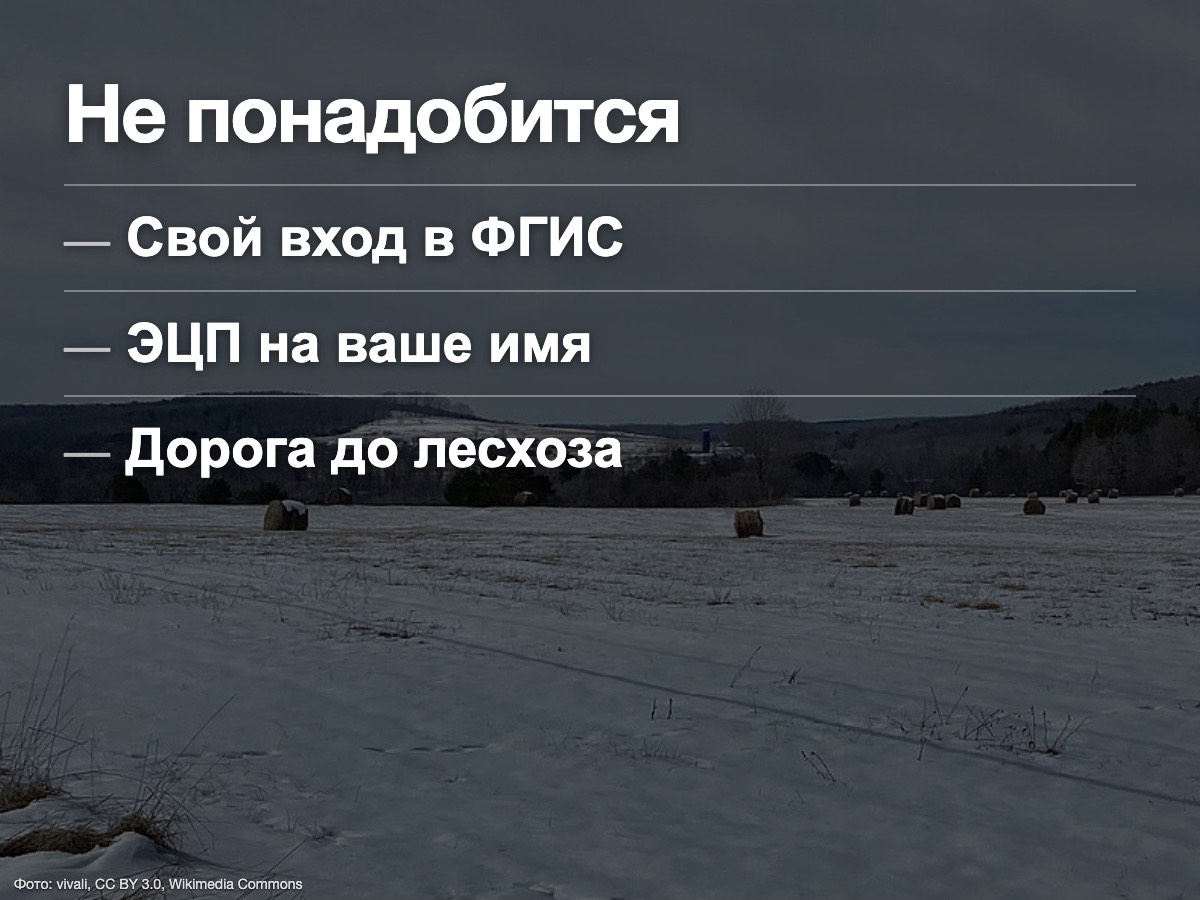 Не понадобится
— Свой вход в ФГИС
— ЭЦП на ваше имя
— Дорога до лесхоза
Фото: vivali, CC BY 3.0, Wikimedia Commons